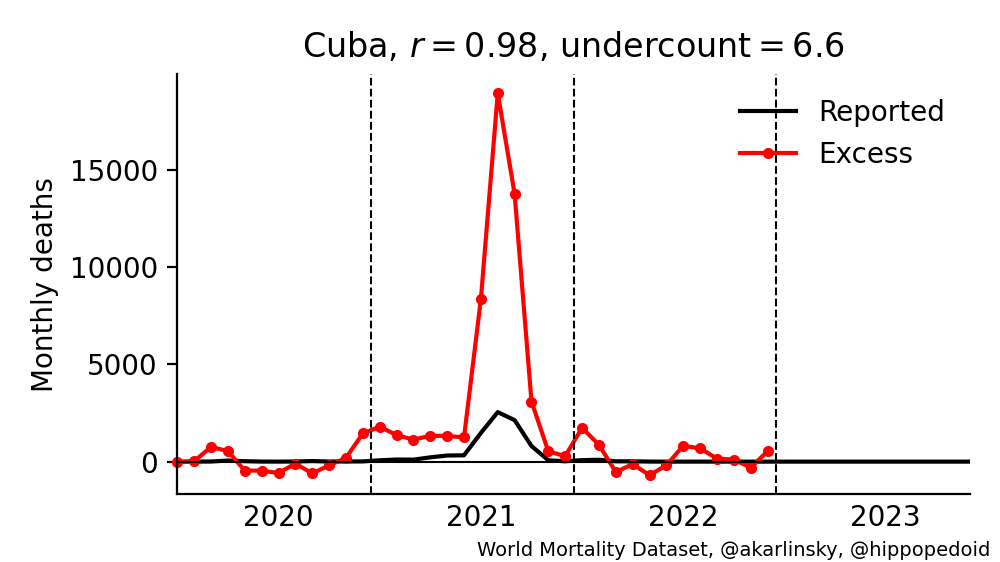 Cuba, r = 0.98, undercount = 6.6
Reported
Excess
Monthly deaths
15000
10000
5000
0
2020 2021 2022 2023
World Mortality Dataset, @akarlinsky, @hippopedoid